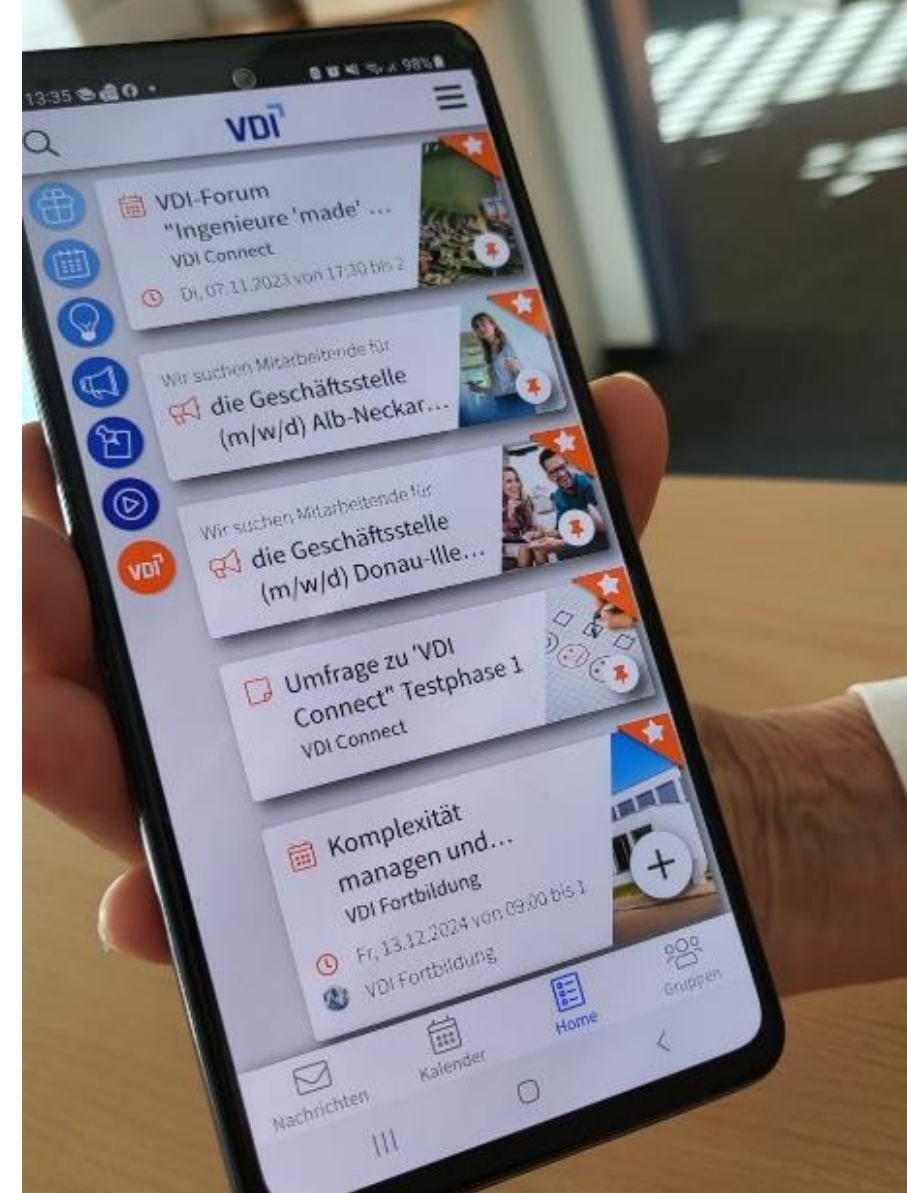 13:35
98%
VDI
VDI-Forum
"Ingenieure 'made' ...
VDI Connect
Di, 07.11.2023 von 17:30 bis 2
Wir suchen Mitarbeitende für
die Geschäftsstelle
(m/w/d) Alb-Neckar...
Wir suchen Mitarbeitende für
die Geschäftsstelle
(m/w/d) Donau-Ille...
VDI
Umfrage zu 'VDI
Connect" Testphase 1
VDI Connect
Komplexität
managen und...
VDI Fortbildung
Fr, 13.12.2024 von 09:00 bis 1
VDI Fortbildung
Nachrichten
Kalender
Home
Gruppen